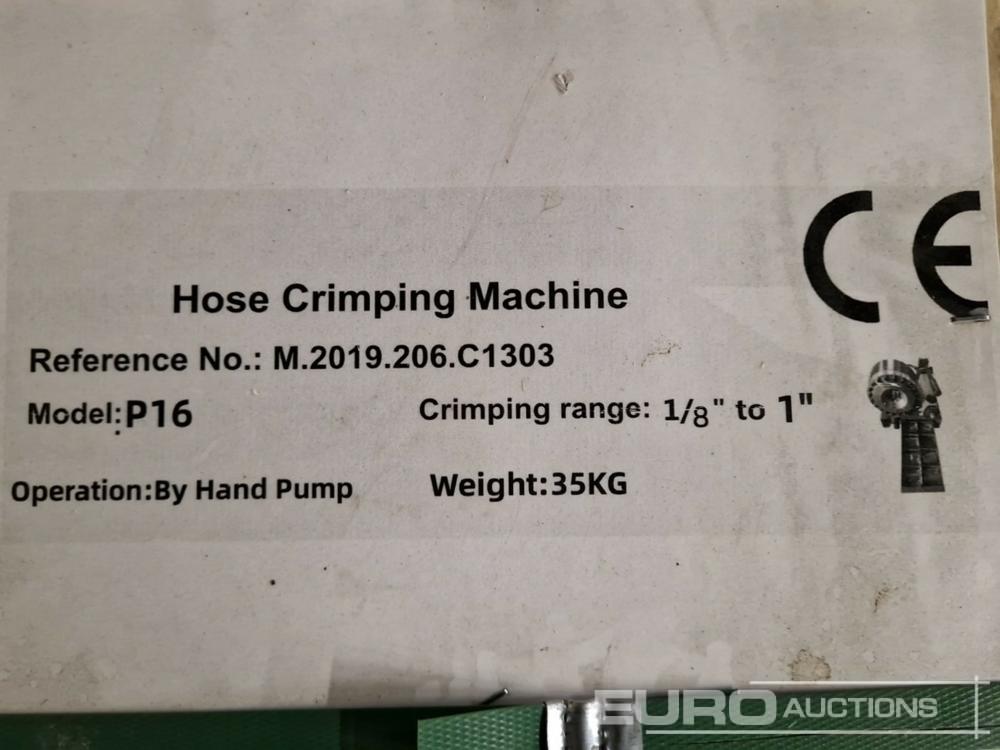 CE
Hose Crimping Machine
Reference No.: M.2019.206.C1303
Model:P16 Crimping range: 1/8" to 1"
Operation:By Hand Pump Weight:35KG
EURO AUCTIONS